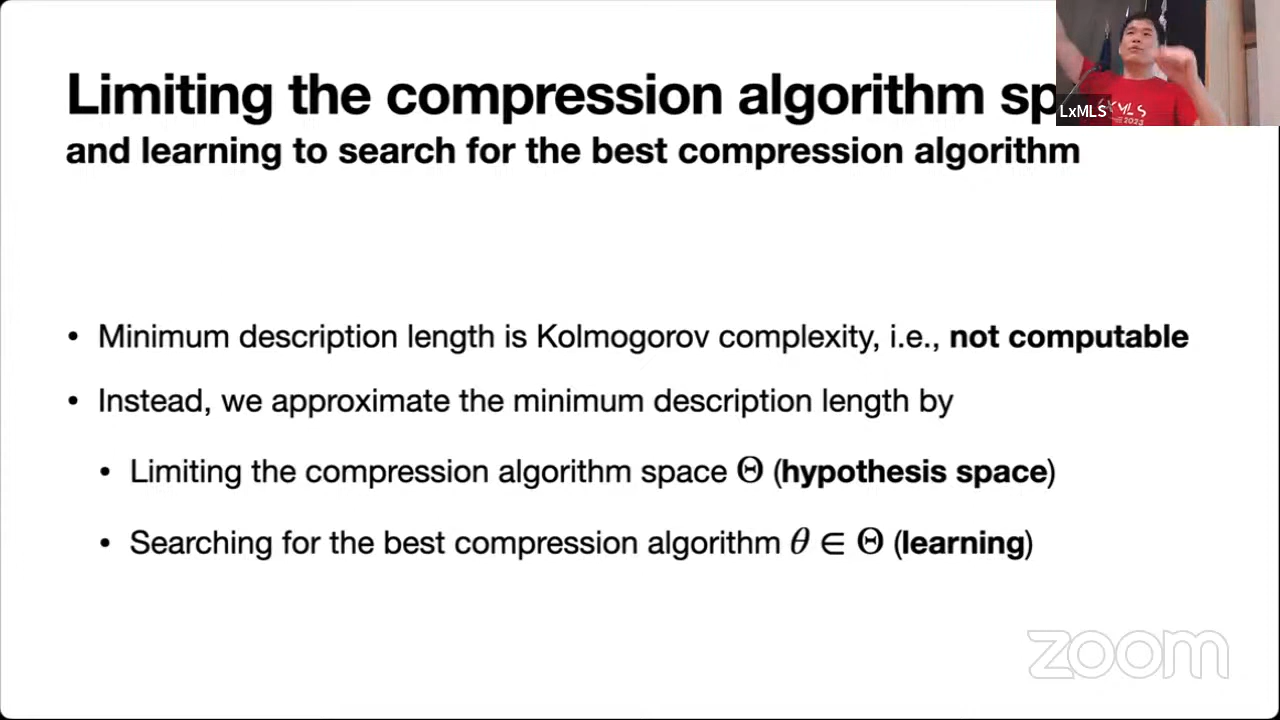 Limiting the compression algorithm sp
and learning to search for the best compression algorithm
LxMLS
LxMLS
2023
• Minimum description length is Kolmogorov complexity, i.e., not computable
• Instead, we approximate the minimum description length by
• Limiting the compression algorithm space Θ (hypothesis space)
• Searching for the best compression algorithm θ ∈ Θ (learning)
zoom